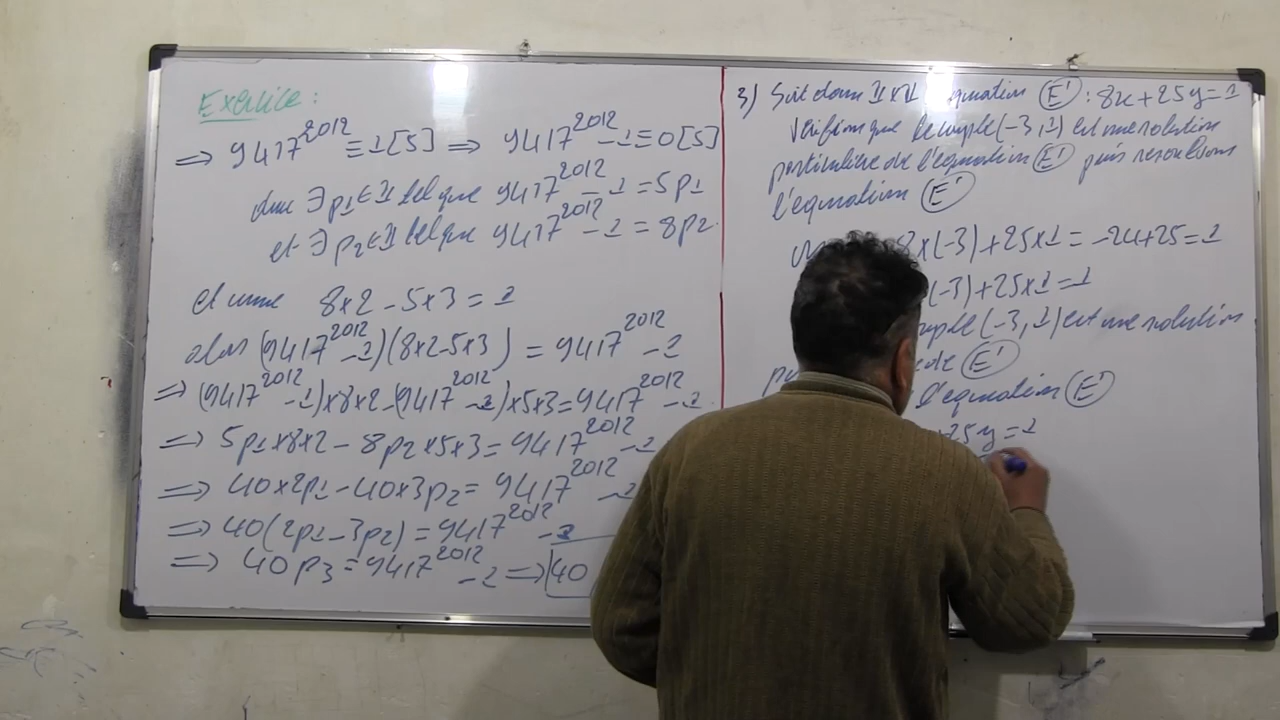 Exercice :
⇒ 9417^2012 ≡ 1[5] ⇒ 9417^2012 - 1 ≡ 0[5]
donc ∃p1∈ℤ tel que 9417^2012 - 1 = 5p1
et ∃p2∈ℤ tel que 9417^2012 - 1 = 8p2
et comme 8×2 - 5×3 = 1
alors (9417^2012 - 1)(8×2-5×3) = 9417^2012 - 1
⇒ (9417^2012 - 1)×8×2-(9417^2012 - 1)×5×3=9417^2012 - 1
⇒ 5p1×8×2 - 8p2×5×3=9417^2012 - 1
⇒ 40×2p1-40×3p2= 9417^2012 - 1
⇒ 40(2p1-3p2) = 9417^2012 - 1
⇒ 40p3 = 9417^2012 - 1 ⇒ 40
3) Soit dans ℤ×ℤ équation (E') : 8x+25y=1
Vérifions que le couple (-3,1) est une solution
particulière de l'équation (E') puis resoudons
l'équation (E')
8×(-3)+25×1 = -24+25=1
(-3)+25×1=1
(-3,1) est une solution
de (E')
l'équation (E')
+25y=1